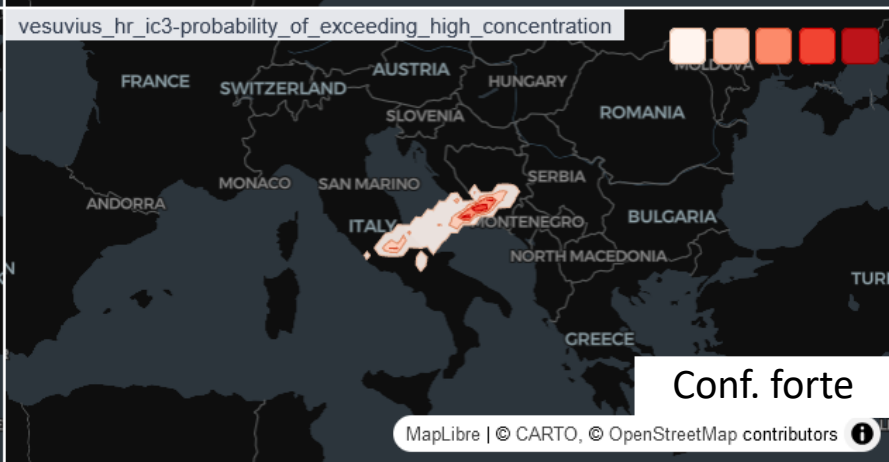 vesuvius_hr_ic3-probability_of_exceeding_high_concentration
MOLDOVA
AUSTRIA
FRANCE
SWITZERLAND
HUNGARY
ROMANIA
SLOVENIA
SERBIA
MONACO
SAN MARINO
ANDORRA
ITALY
MONTENEGRO
BULGARIA
NORTH MACEDONIA
TURK
GREECE
Conf. forte
MapLibre | © CARTO, © OpenStreetMap contributors